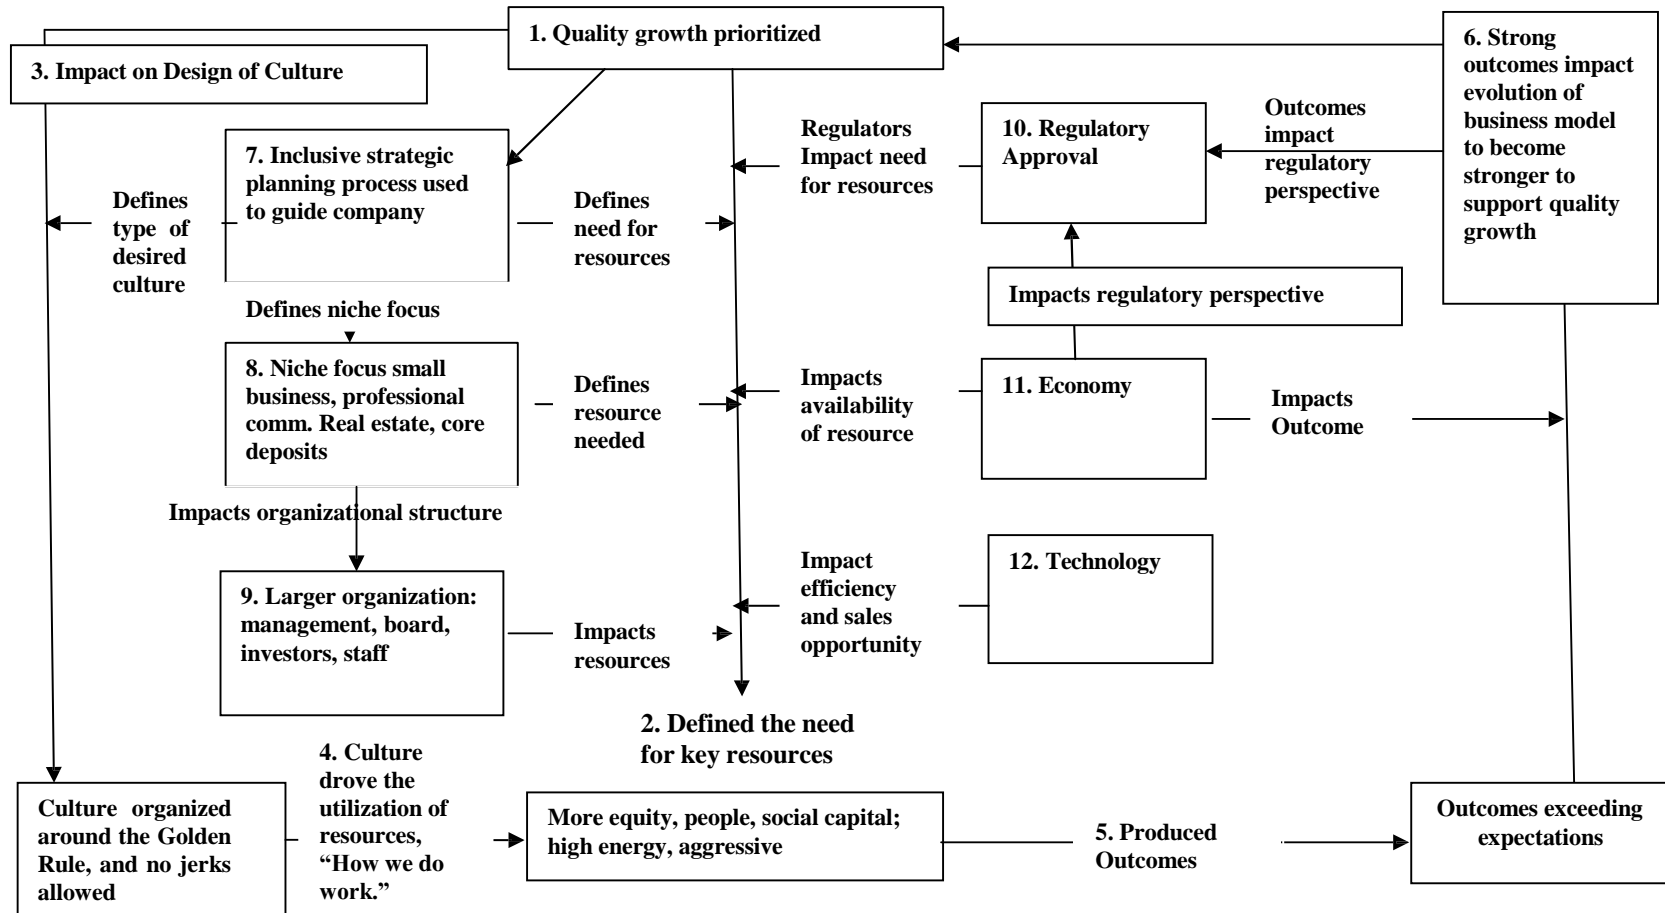 1. Quality growth prioritized
3. Impact on Design of Culture
6. Strong
outcomes impact
evolution of
business model
to become
stronger to
support quality
growth
7. Inclusive strategic
planning process used
to guide company
Regulators
Impact need
for resources
10. Regulatory
Approval
Outcomes
impact
regulatory
perspective
Defines
type of
desired
culture
Defines
need for
resources
Impacts regulatory perspective
Defines niche focus
8. Niche focus small
business, professional
comm. Real estate, core
deposits
Defines
resource
needed
Impacts
availability
of resource
11. Economy
Impacts
Outcome
Impacts organizational structure
9. Larger organization:
management, board,
investors, staff
Impacts
resources
Impact
efficiency
and sales
opportunity
12. Technology
2. Defined the need
for key resources
Culture organized
around the Golden
Rule, and no jerks
allowed
4. Culture
drove the
utilization of
resources,
“How we do
work.”
More equity, people, social capital;
high energy, aggressive
5. Produced
Outcomes
Outcomes exceeding
expectations